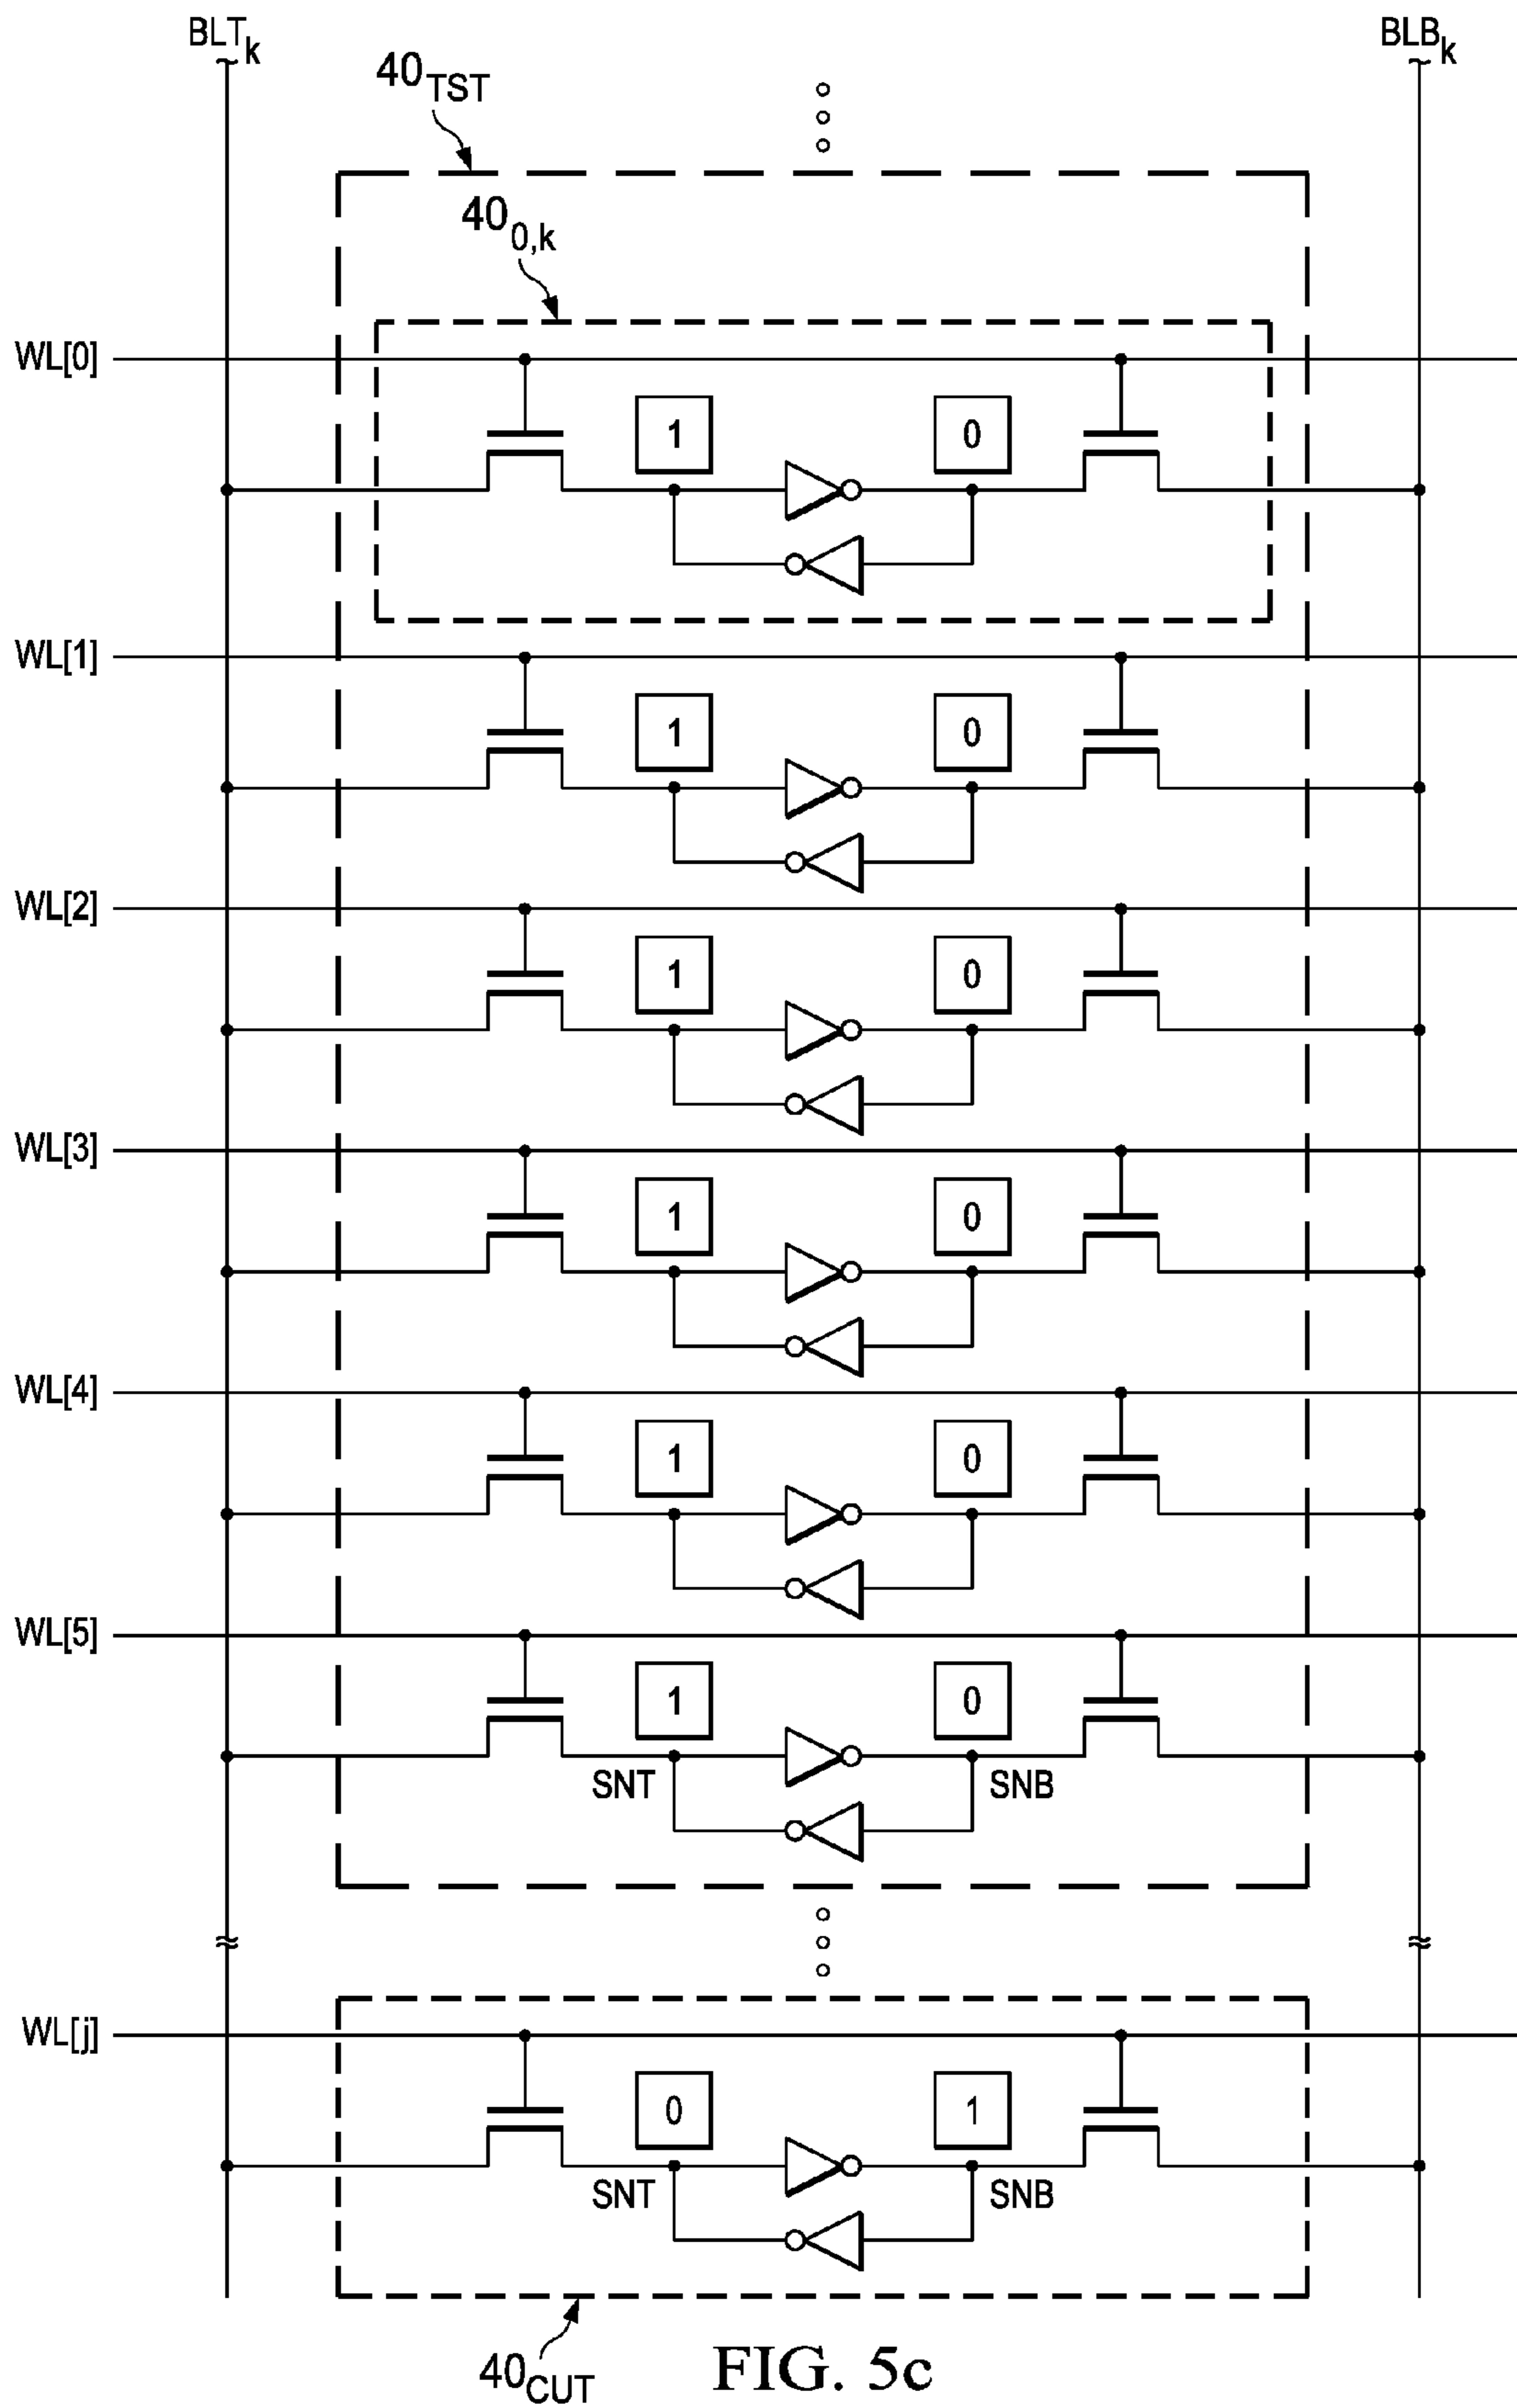 BLTk BLBk
40TST
400,k
WL[0]
1 0
WL[1]
1 0
WL[2]
1 0
WL[3]
1 0
WL[4]
1 0
WL[5]
1 0
SNT SNB
WL[j]
0 1
SNT SNB
40CUT
FIG. 5c